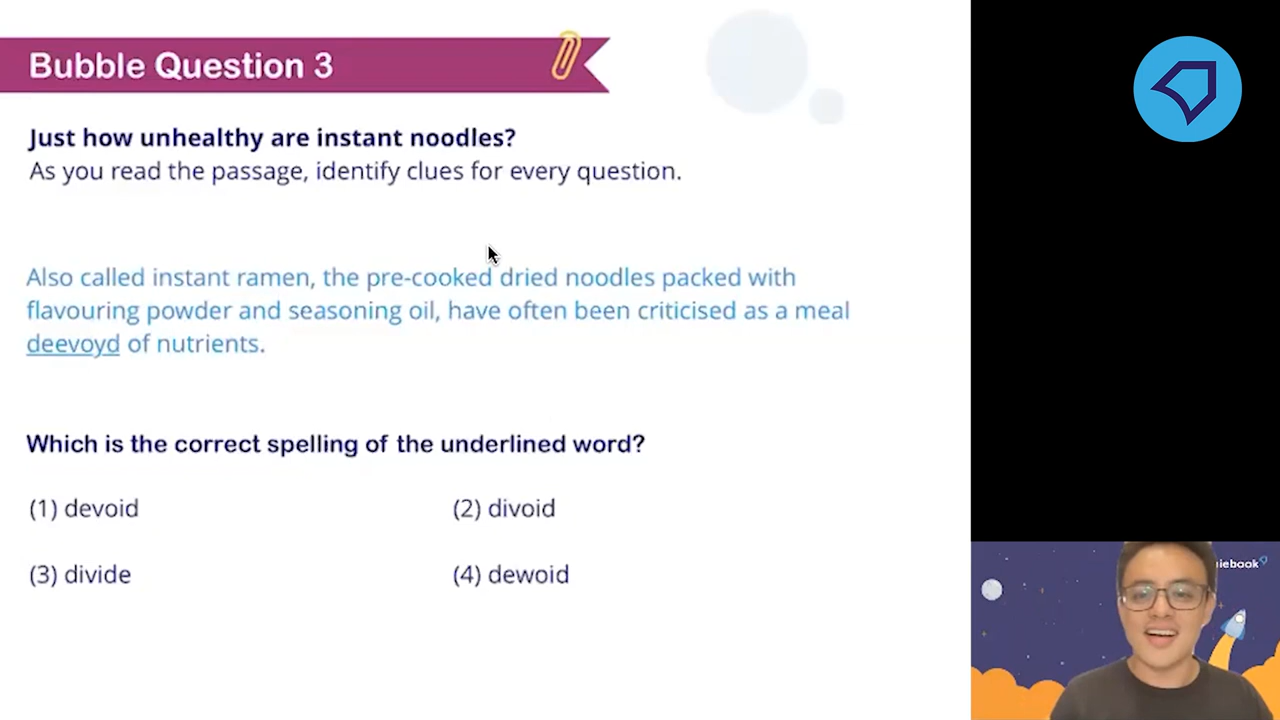 Bubble Question 3
Just how unhealthy are instant noodles?
As you read the passage, identify clues for every question.
Also called instant ramen, the pre-cooked dried noodles packed with
flavouring powder and seasoning oil, have often been criticised as a meal
deevoyd of nutrients.
Which is the correct spelling of the underlined word?
(1) devoid
(2) divoid
(3) divide
(4) dewoid